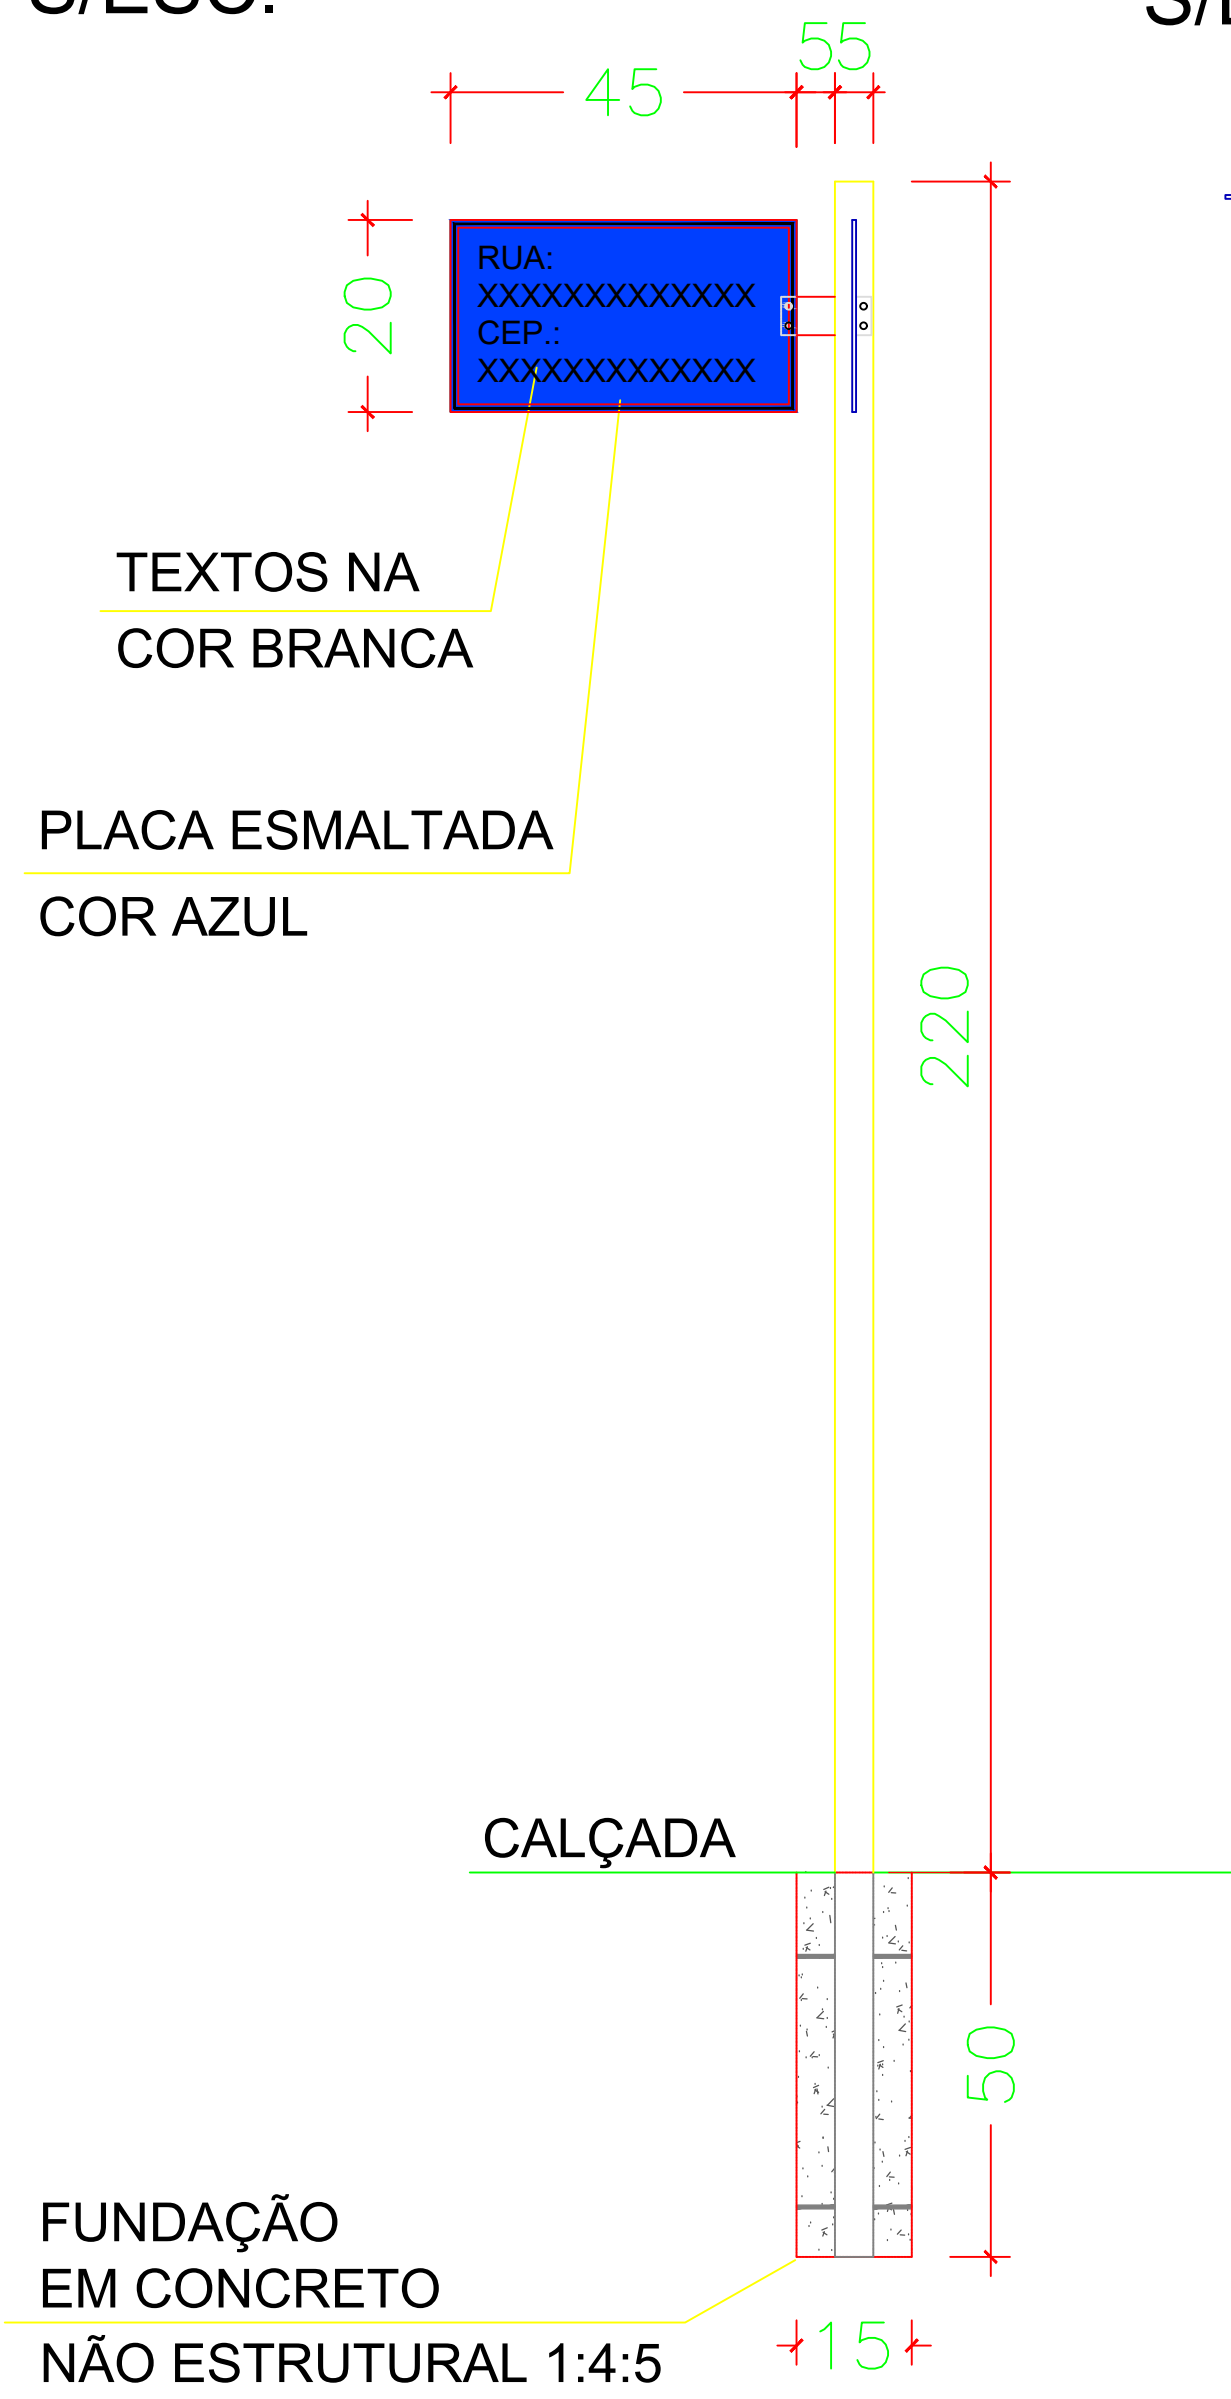 S/ESC.
55
45
20
RUA:
XXXXXXXXXXXXX
CEP.:
XXXXXXXXXXXXX
TEXTOS NA
COR BRANCA
PLACA ESMALTADA
COR AZUL
220
CALÇADA
50
FUNDAÇÃO
EM CONCRETO
NÃO ESTRUTURAL 1:4:5
15